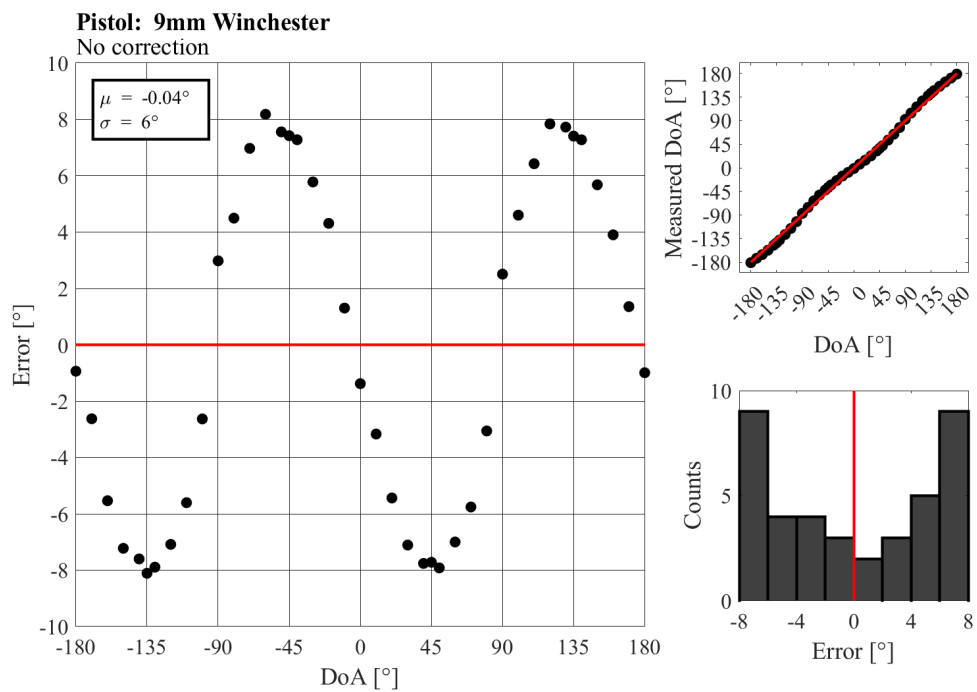 Pistol: 9mm Winchester
No correction
μ = -0.04°
σ = 6°
10
8
6
4
2
0
-2
-4
-6
-8
-10
Error [°]
-180 -135 -90 -45 0 45 90 135 180
DoA [°]
180
135
90
45
0
-45
-90
-135
-180
Measured DoA [°]
-180 -135 -90 -45 0 45 90 135 180
DoA [°]
10
5
0
Counts
-8 -4 0 4 8
Error [°]